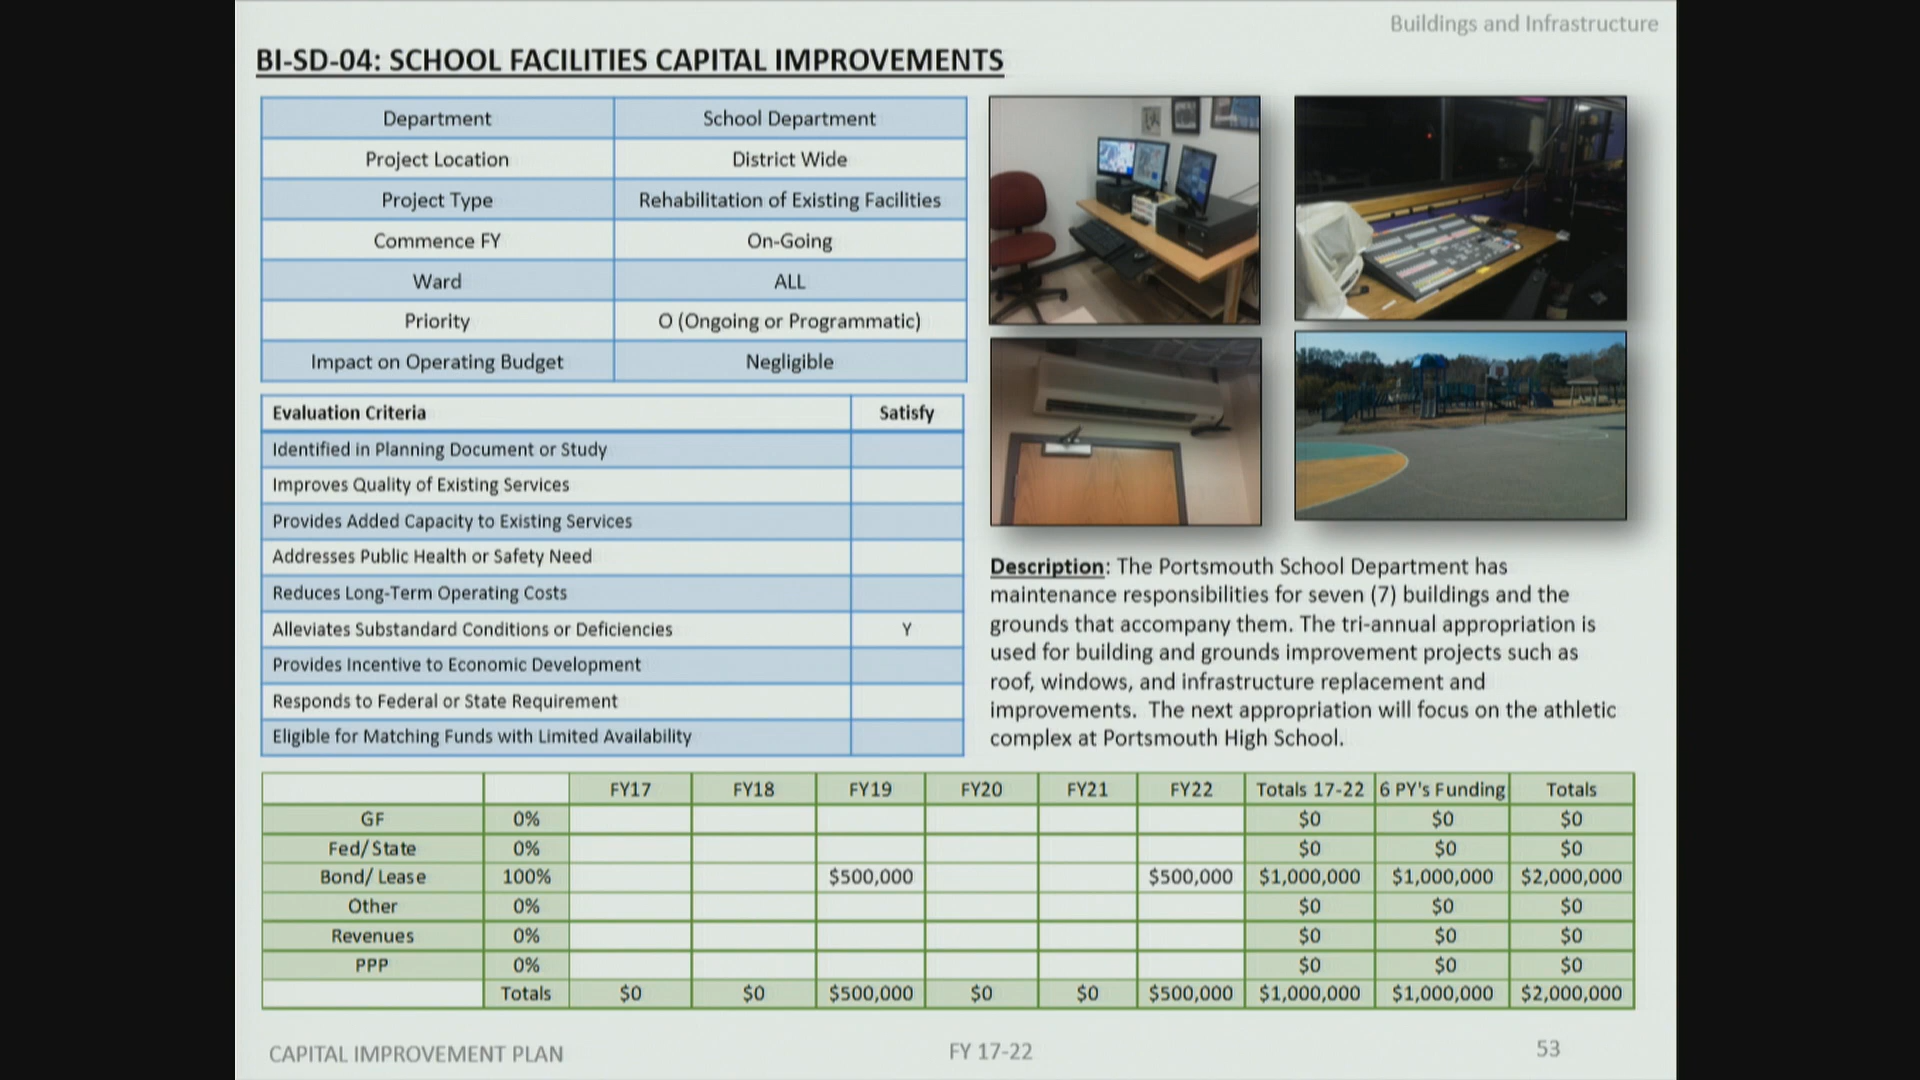 Buildings and Infrastructure
BI-SD-04: SCHOOL FACILITIES CAPITAL IMPROVEMENTS
Department School Department
Project Location District Wide
Project Type Rehabilitation of Existing Facilities
Commence FY On-Going
Ward ALL
Priority O (Ongoing or Programmatic)
Impact on Operating Budget Negligible
Evaluation Criteria Satisfy
Identified in Planning Document or Study
Improves Quality of Existing Services
Provides Added Capacity to Existing Services
Addresses Public Health or Safety Need
Reduces Long-Term Operating Costs
Alleviates Substandard Conditions or Deficiencies Y
Provides Incentive to Economic Development
Responds to Federal or State Requirement
Eligible for Matching Funds with Limited Availability
Description: The Portsmouth School Department has
maintenance responsibilities for seven (7) buildings and the
grounds that accompany them. The tri-annual appropriation is
used for building and grounds improvement projects such as
roof, windows, and infrastructure replacement and
improvements. The next appropriation will focus on the athletic
complex at Portsmouth High School.
FY17 FY18 FY19 FY20 FY21 FY22 Totals 17-22 6 PY's Funding Totals
GF 0% $0 $0 $0
Fed/ State 0% $0 $0 $0
Bond/ Lease 100% $500,000 $500,000 $1,000,000 $1,000,000 $2,000,000
Other 0% $0 $0 $0
Revenues 0% $0 $0 $0
PPP 0% $0 $0 $0
Totals $0 $0 $500,000 $0 $0 $500,000 $1,000,000 $1,000,000 $2,000,000
CAPITAL IMPROVEMENT PLAN FY 17-22 53